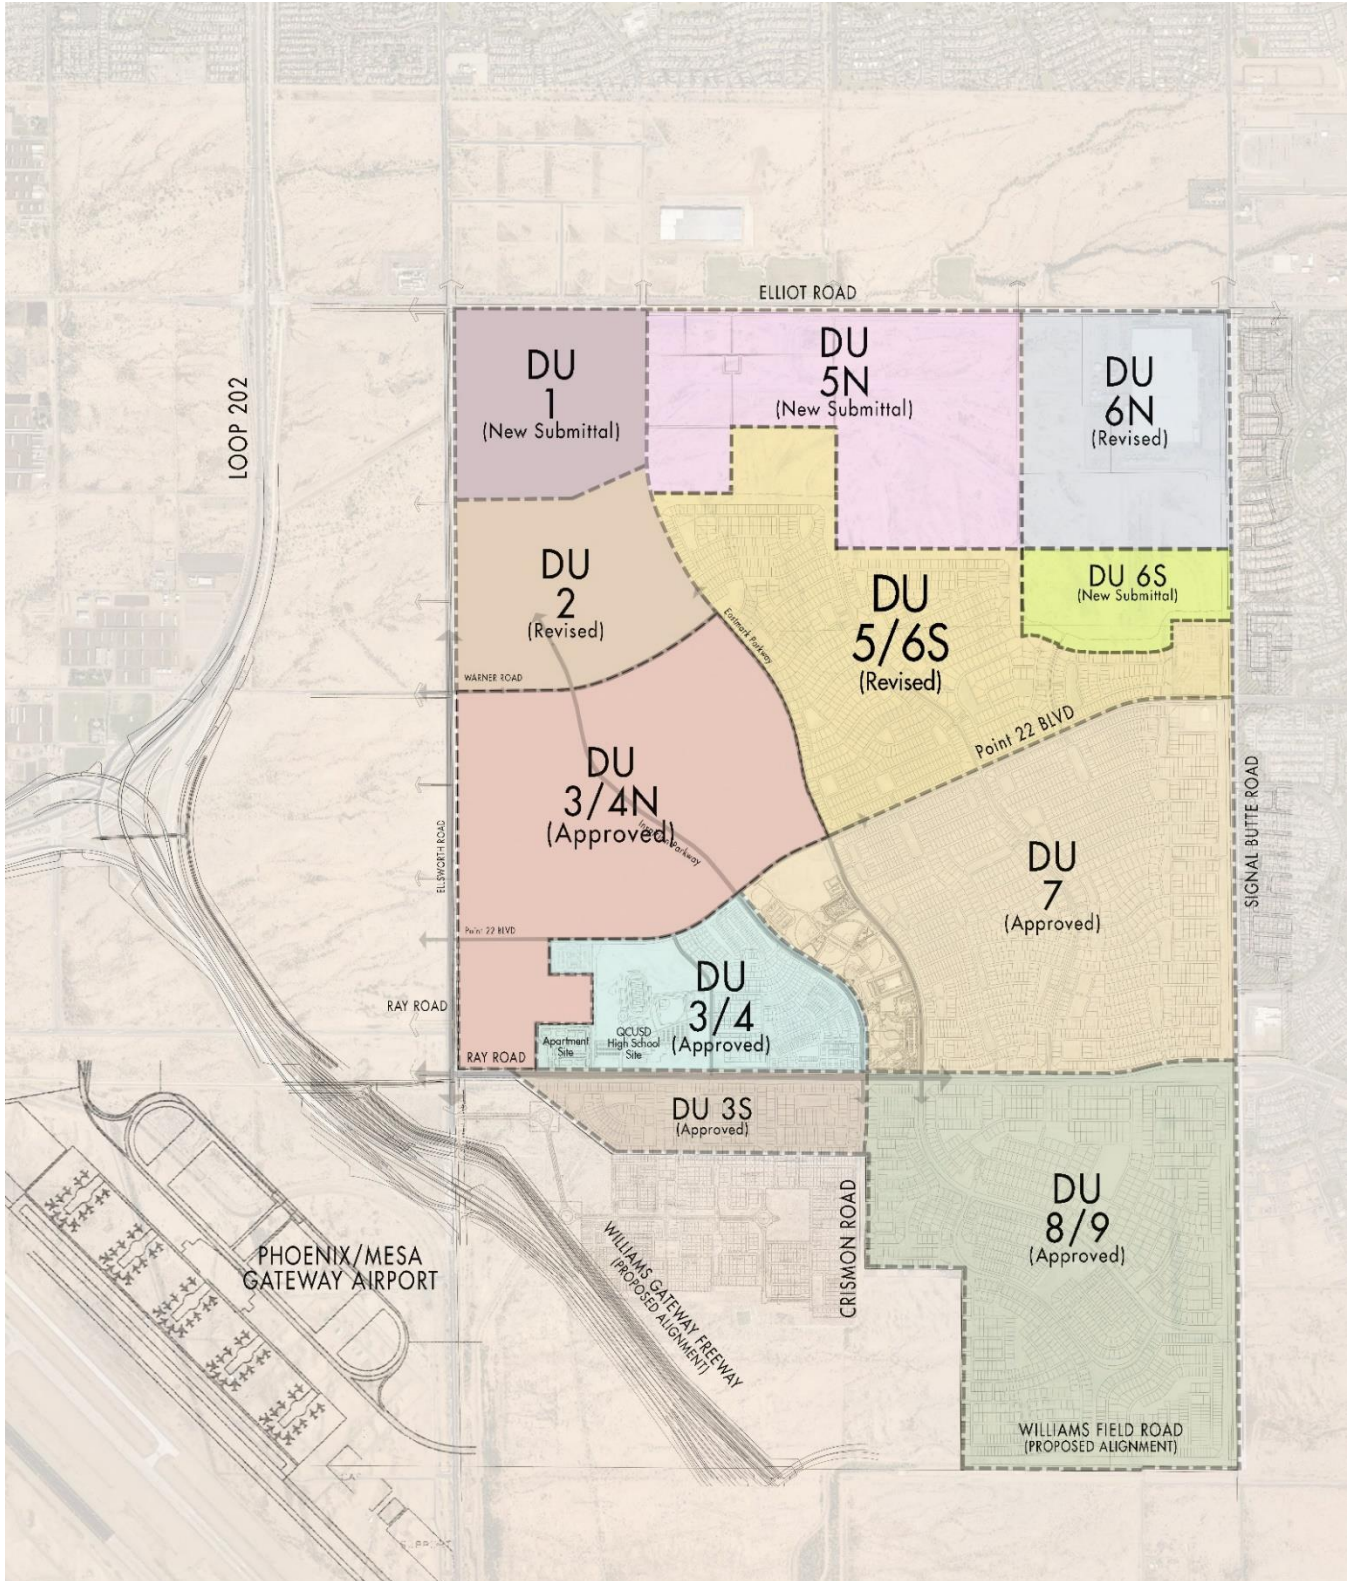 ELLIOT ROAD
LOOP 202
DU
1
(New Submittal)
DU
5N
(New Submittal)
DU
6N
(Revised)
DU
2
(Revised)
DU 6S
(New Submittal)
DU
5/6S
(Revised)
Eastmark Parkway
WARNER ROAD
Point 22 BLVD
DU
3/4N
(Approved)
Parkway
ELLSWORTH ROAD
SIGNAL BUTTE ROAD
DU
7
(Approved)
Point 22 BLVD
DU
3/4
(Approved)
RAY ROAD
Apartment
Site
QCUSD
High School
Site
RAY ROAD
DU 3S
(Approved)
DU
8/9
(Approved)
CRISMON ROAD
PHOENIX/MESA
GATEWAY AIRPORT
WILLIAMS GATEWAY FREEWAY
(PROPOSED ALIGNMENT)
WILLIAMS FIELD ROAD
(PROPOSED ALIGNMENT)